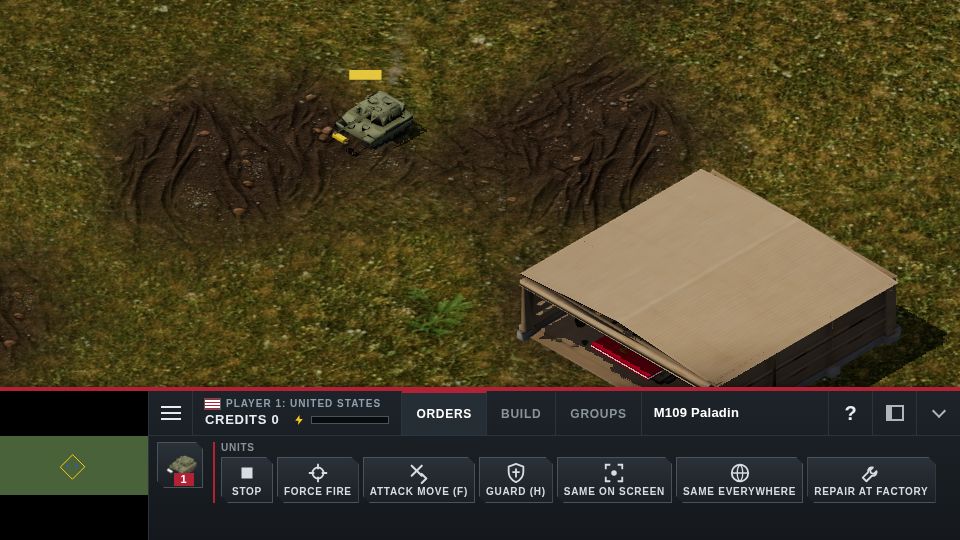 PLAYER 1: UNITED STATES
CREDITS 0
ORDERS
BUILD
GROUPS
M109 Paladin
?
1
UNITS
STOP
FORCE FIRE
ATTACK MOVE (F)
GUARD (H)
SAME ON SCREEN
SAME EVERYWHERE
REPAIR AT FACTORY